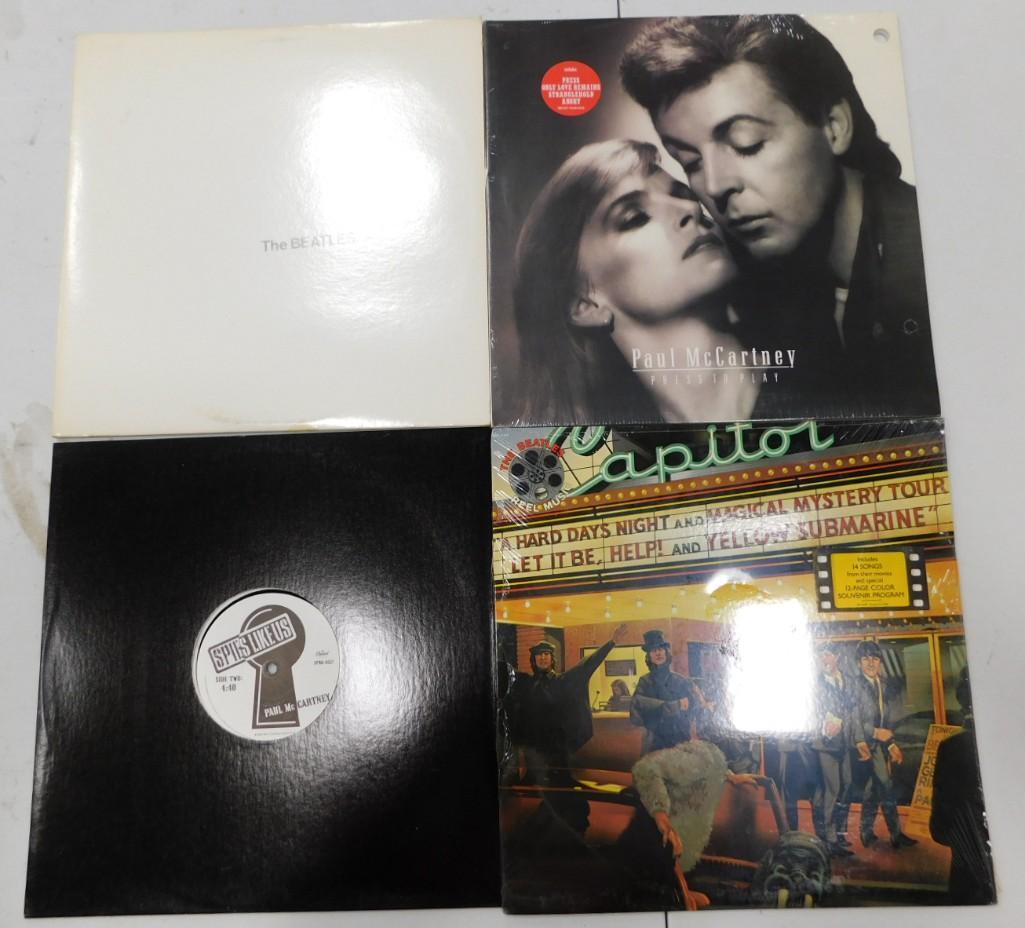 The BEATLES
PRESS
ONLY LOVE REMAINS
STRANGLEHOLD
ANGRY
Paul McCartney
PRESS TO PLAY
SPIES LIKE US
SIDE TWO:
4:40
Capitol
PAUL McCARTNEY
Capitol
THE BEATLES
REEL MUSIC
"A HARD DAYS NIGHT AND MAGICAL MYSTERY TOUR
LET IT BE, HELP! AND YELLOW SUBMARINE"
Includes
14 SONGS
from their movies
and special
12-PAGE COLOR
SOUVENIR PROGRAM